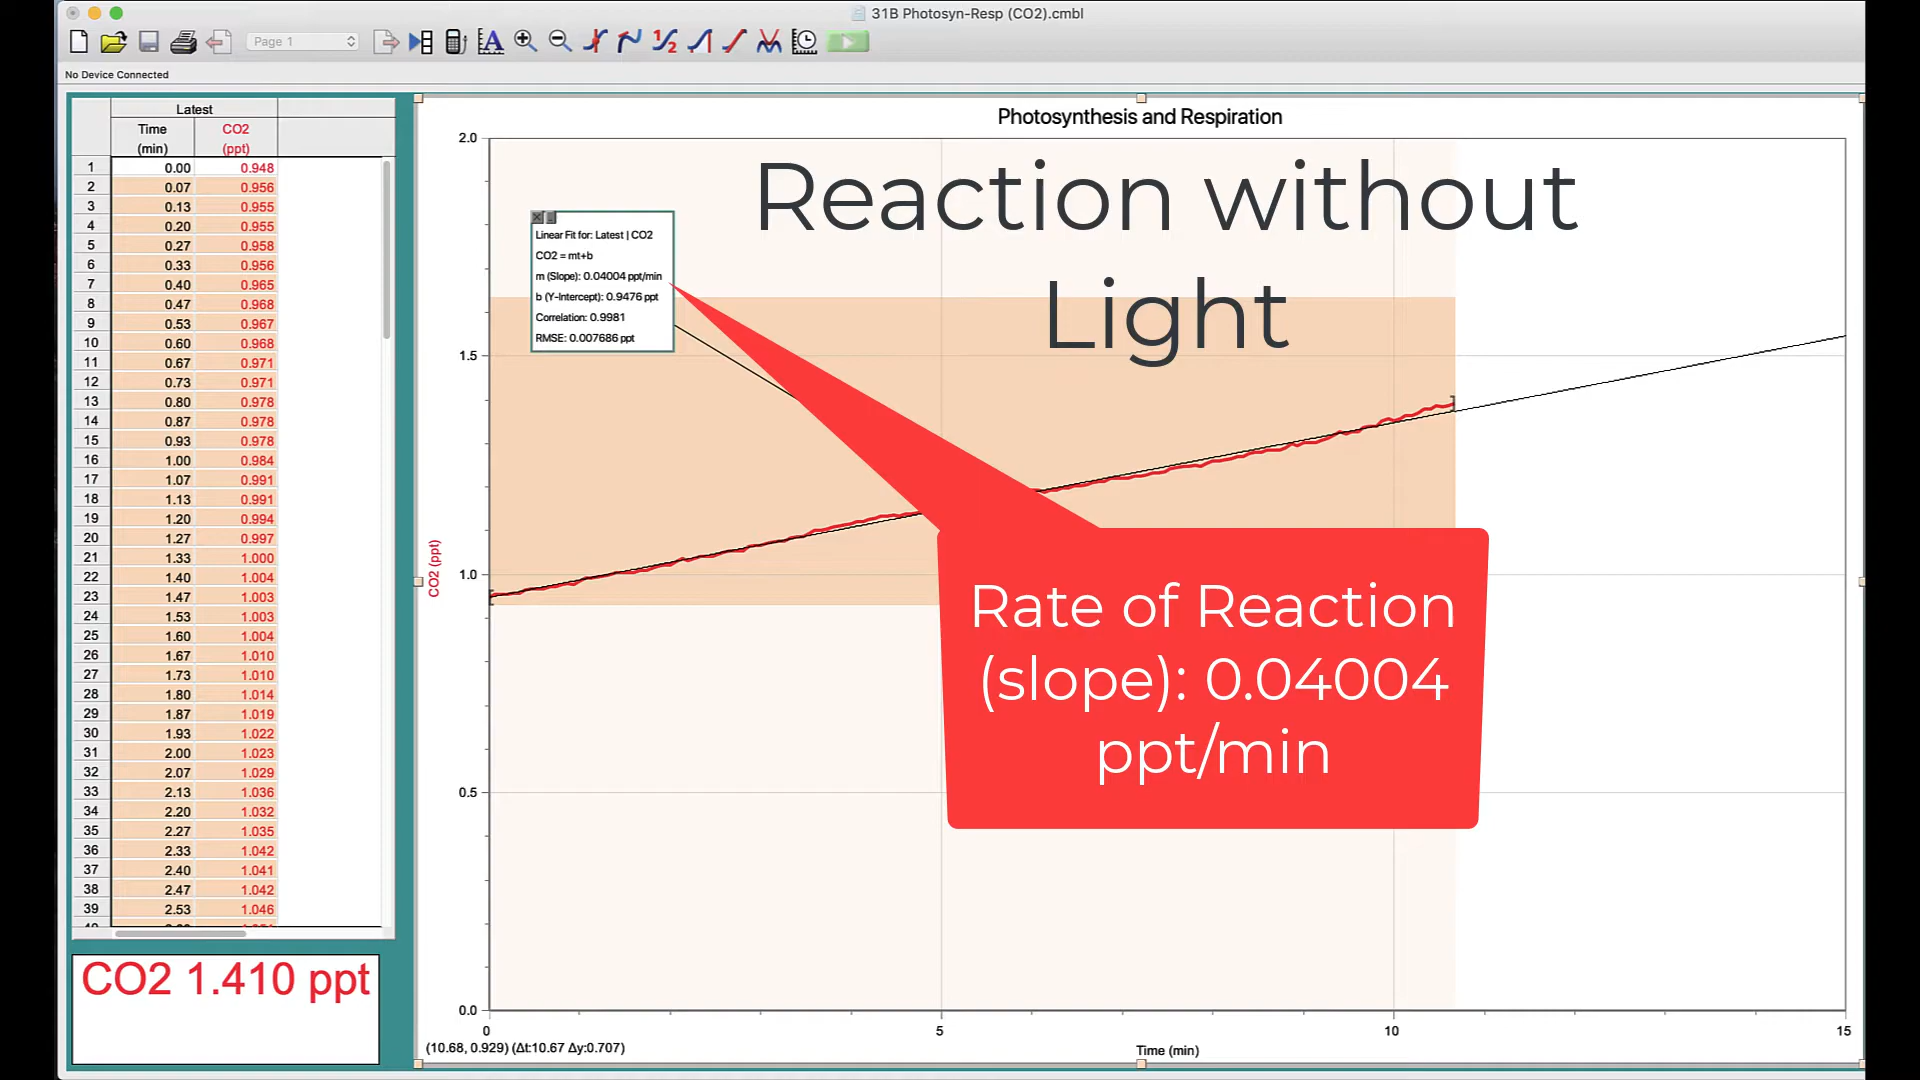 31B Photosyn-Resp (CO2).cmbl
Page 1
No Device Connected
Latest
Time CO2
(min) (ppt)
1 0.00 0.948
2 0.07 0.956
3 0.13 0.955
4 0.20 0.955
5 0.27 0.958
6 0.33 0.956
7 0.40 0.965
8 0.47 0.968
9 0.53 0.967
10 0.60 0.968
11 0.67 0.971
12 0.73 0.971
13 0.80 0.978
14 0.87 0.978
15 0.93 0.978
16 1.00 0.984
17 1.07 0.991
18 1.13 0.991
19 1.20 0.994
20 1.27 0.997
21 1.33 1.000
22 1.40 1.004
23 1.47 1.003
24 1.53 1.003
25 1.60 1.004
26 1.67 1.010
27 1.73 1.010
28 1.80 1.014
29 1.87 1.019
30 1.93 1.022
31 2.00 1.023
32 2.07 1.029
33 2.13 1.036
34 2.20 1.032
35 2.27 1.035
36 2.33 1.042
37 2.40 1.041
38 2.47 1.042
39 2.53 1.046
CO2 1.410 ppt
Photosynthesis and Respiration
Reaction without
Light
Linear Fit for: Latest | CO2
CO2 = mt+b
m (Slope): 0.04004 ppt/min
b (Y-Intercept): 0.9476 ppt
Correlation: 0.9981
RMSE: 0.007686 ppt
Rate of Reaction
(slope): 0.04004
ppt/min
2.0
1.5
1.0
0.5
0.0
CO2 (ppt)
0 5 10 15
(10.68, 0.929) (Δt:10.67 Δy:0.707)
Time (min)